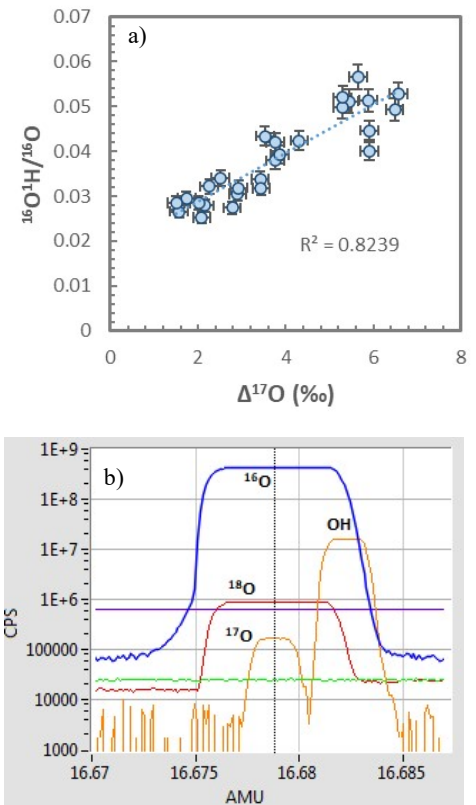 a)
0.07
0.06
0.05
0.04
0.03
0.02
0.01
0
¹⁶O¹H/¹⁶O
R² = 0.8239
0 2 4 6 8
Δ¹⁷O (‰)
b)
1E+9
1E+8
1E+7
1E+6
100000
10000
1000
CPS
¹⁶O
OH
¹⁸O
¹⁷O
16.67 16.675 16.68 16.685
AMU